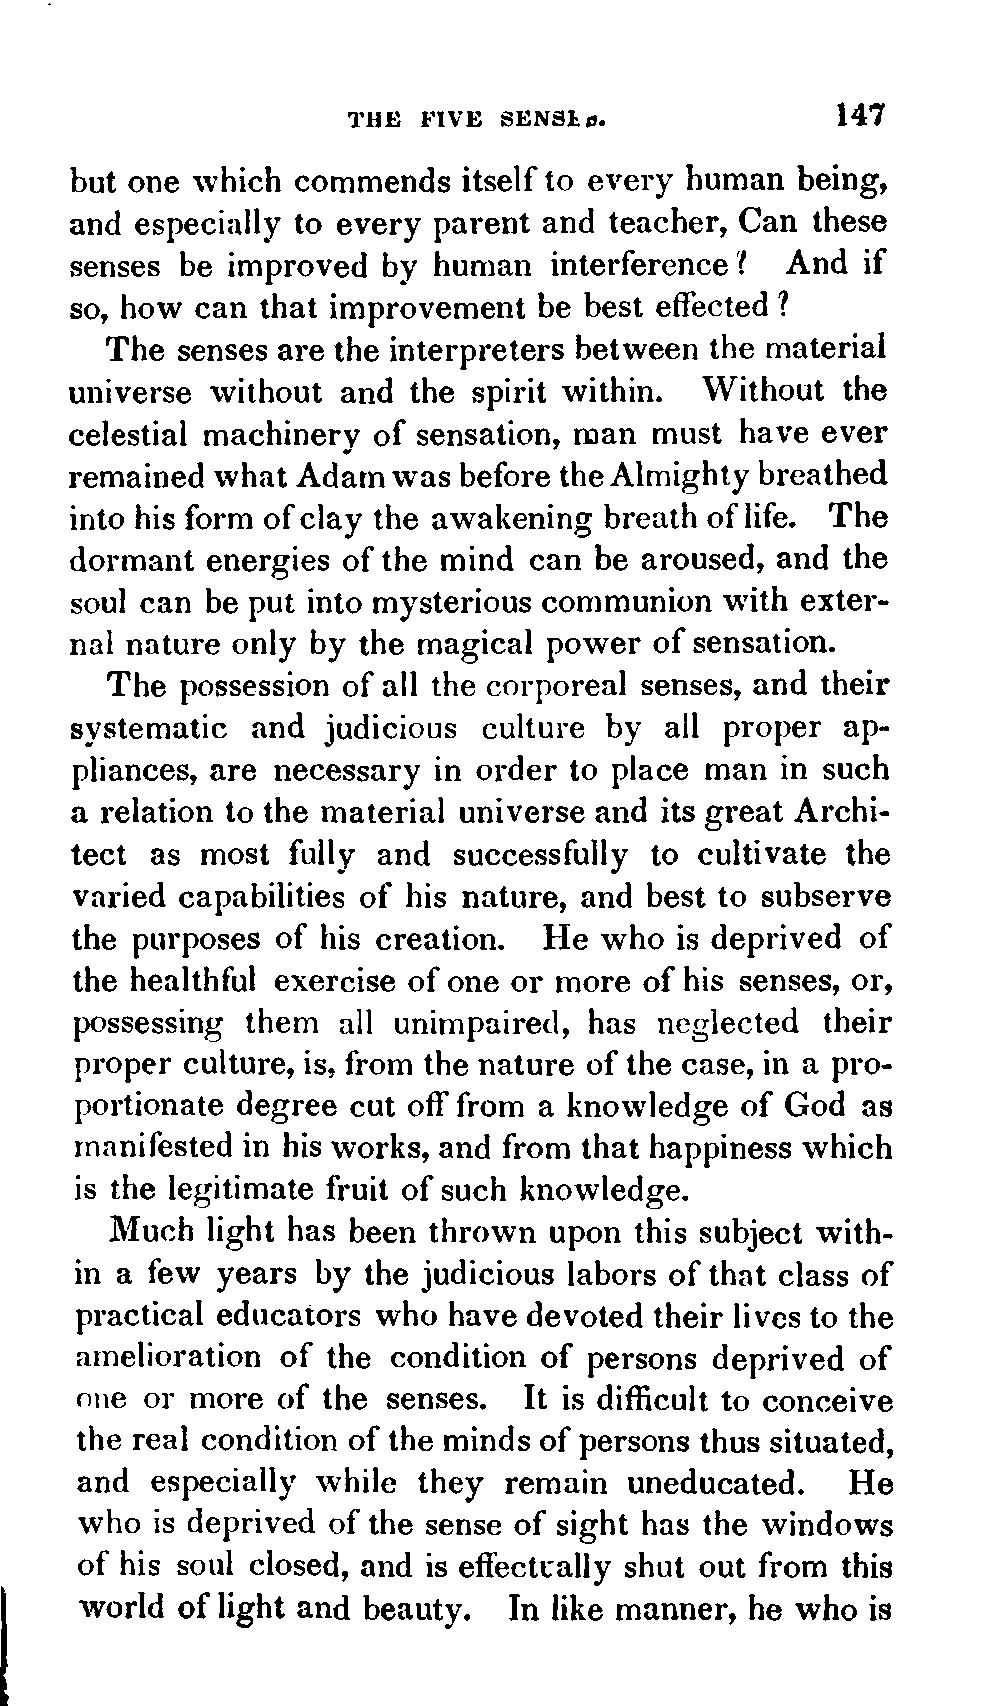 THE FIVE SENSES. 147
but one which commends itself to every human being,
and especially to every parent and teacher, Can these
senses be improved by human interference? And if
so, how can that improvement be best effected?
The senses are the interpreters between the material
universe without and the spirit within. Without the
celestial machinery of sensation, man must have ever
remained what Adam was before the Almighty breathed
into his form of clay the awakening breath of life. The
dormant energies of the mind can be aroused, and the
soul can be put into mysterious communion with exter-
nal nature only by the magical power of sensation.
The possession of all the corporeal senses, and their
systematic and judicious culture by all proper ap-
pliances, are necessary in order to place man in such
a relation to the material universe and its great Archi-
tect as most fully and successfully to cultivate the
varied capabilities of his nature, and best to subserve
the purposes of his creation. He who is deprived of
the healthful exercise of one or more of his senses, or,
possessing them all unimpaired, has neglected their
proper culture, is, from the nature of the case, in a pro-
portionate degree cut off from a knowledge of God as
manifested in his works, and from that happiness which
is the legitimate fruit of such knowledge.
Much light has been thrown upon this subject with-
in a few years by the judicious labors of that class of
practical educators who have devoted their lives to the
amelioration of the condition of persons deprived of
one or more of the senses. It is difficult to conceive
the real condition of the minds of persons thus situated,
and especially while they remain uneducated. He
who is deprived of the sense of sight has the windows
of his soul closed, and is effectually shut out from this
world of light and beauty. In like manner, he who is